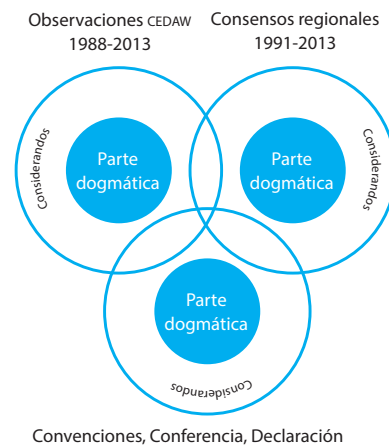 Observaciones CEDAW
1988-2013
Consensos regionales
1991-2013
Considerandos
Parte
dogmática
Parte
dogmática
Considerandos
Parte
dogmática
Considerandos
Convenciones, Conferencia, Declaración